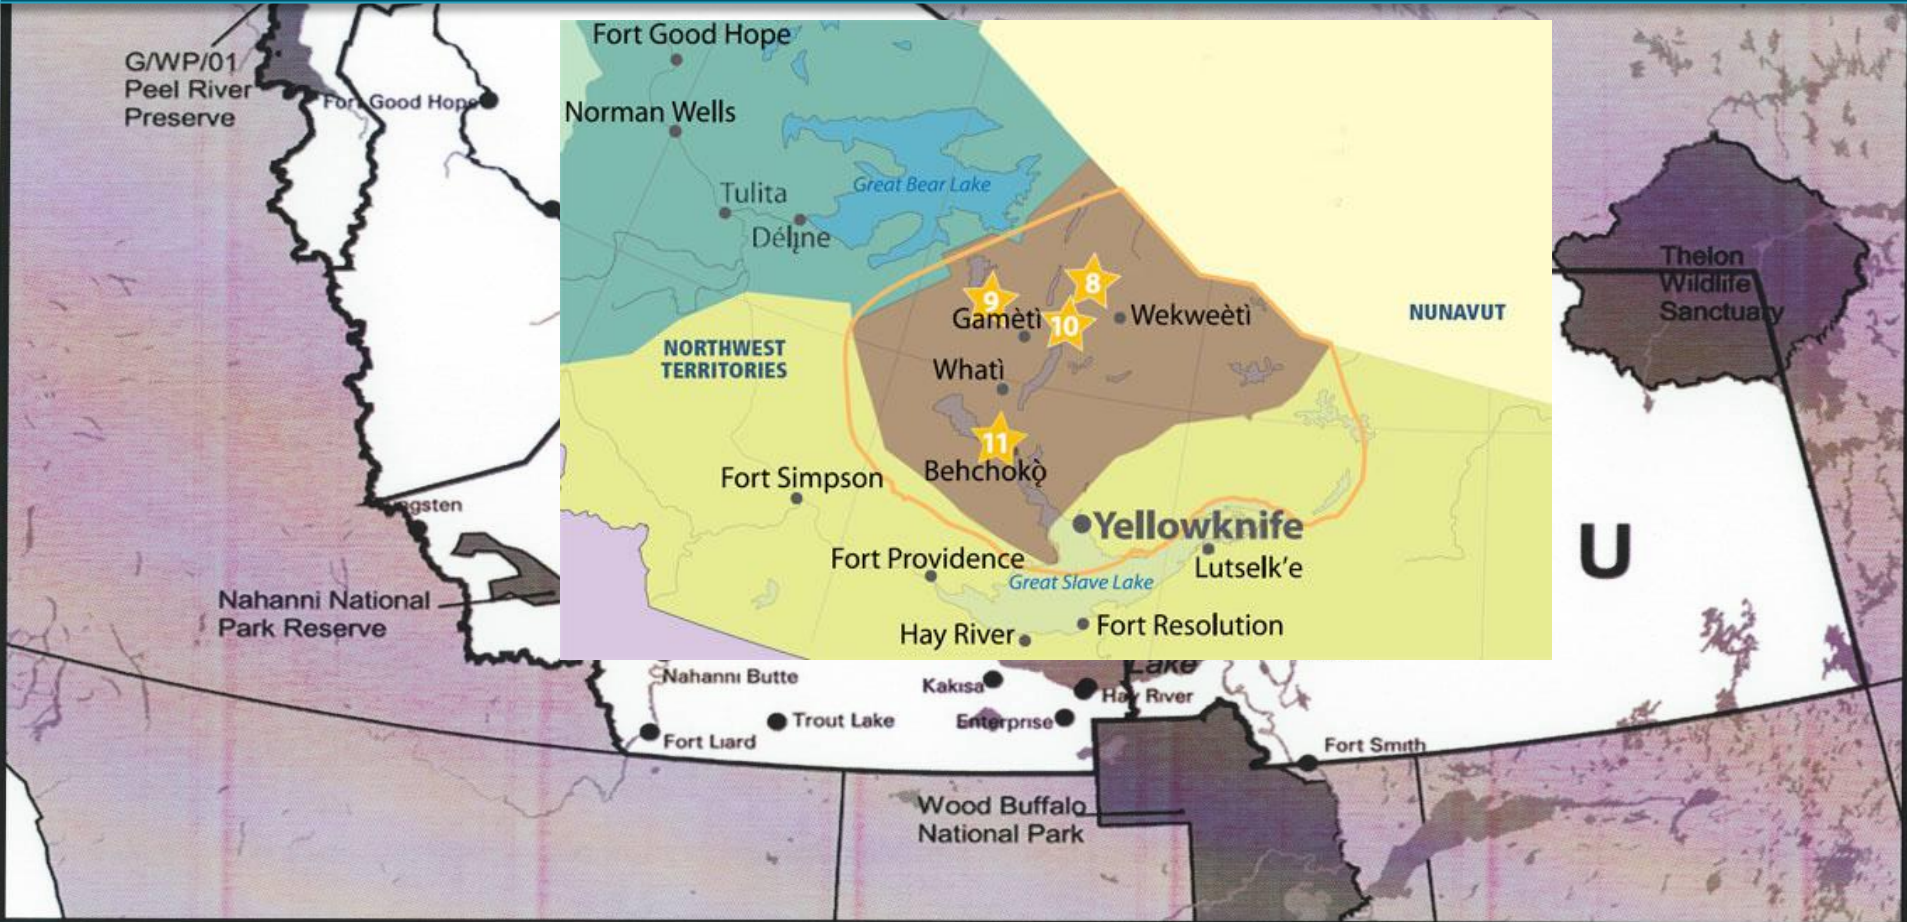 G/WP/01
Peel River
Preserve
Fort Good Hope
Fort Good Hope
Norman Wells
Tulita
Délı̨ne
Great Bear Lake
9
8
Gamètì
10
Wekweètì
NUNAVUT
NORTHWEST
TERRITORIES
Whatì
11
Behchokǫ̀
Fort Simpson
Yellowknife
Fort Providence
Great Slave Lake
Lutselk’e
Hay River
Fort Resolution
Thelon
Wildlife
Sanctuary
U
Nahanni National
Park Reserve
Nahanni Butte
Lake
Kakisa
Hay River
Trout Lake
Enterprise
Fort Liard
Fort Smith
Wood Buffalo
National Park